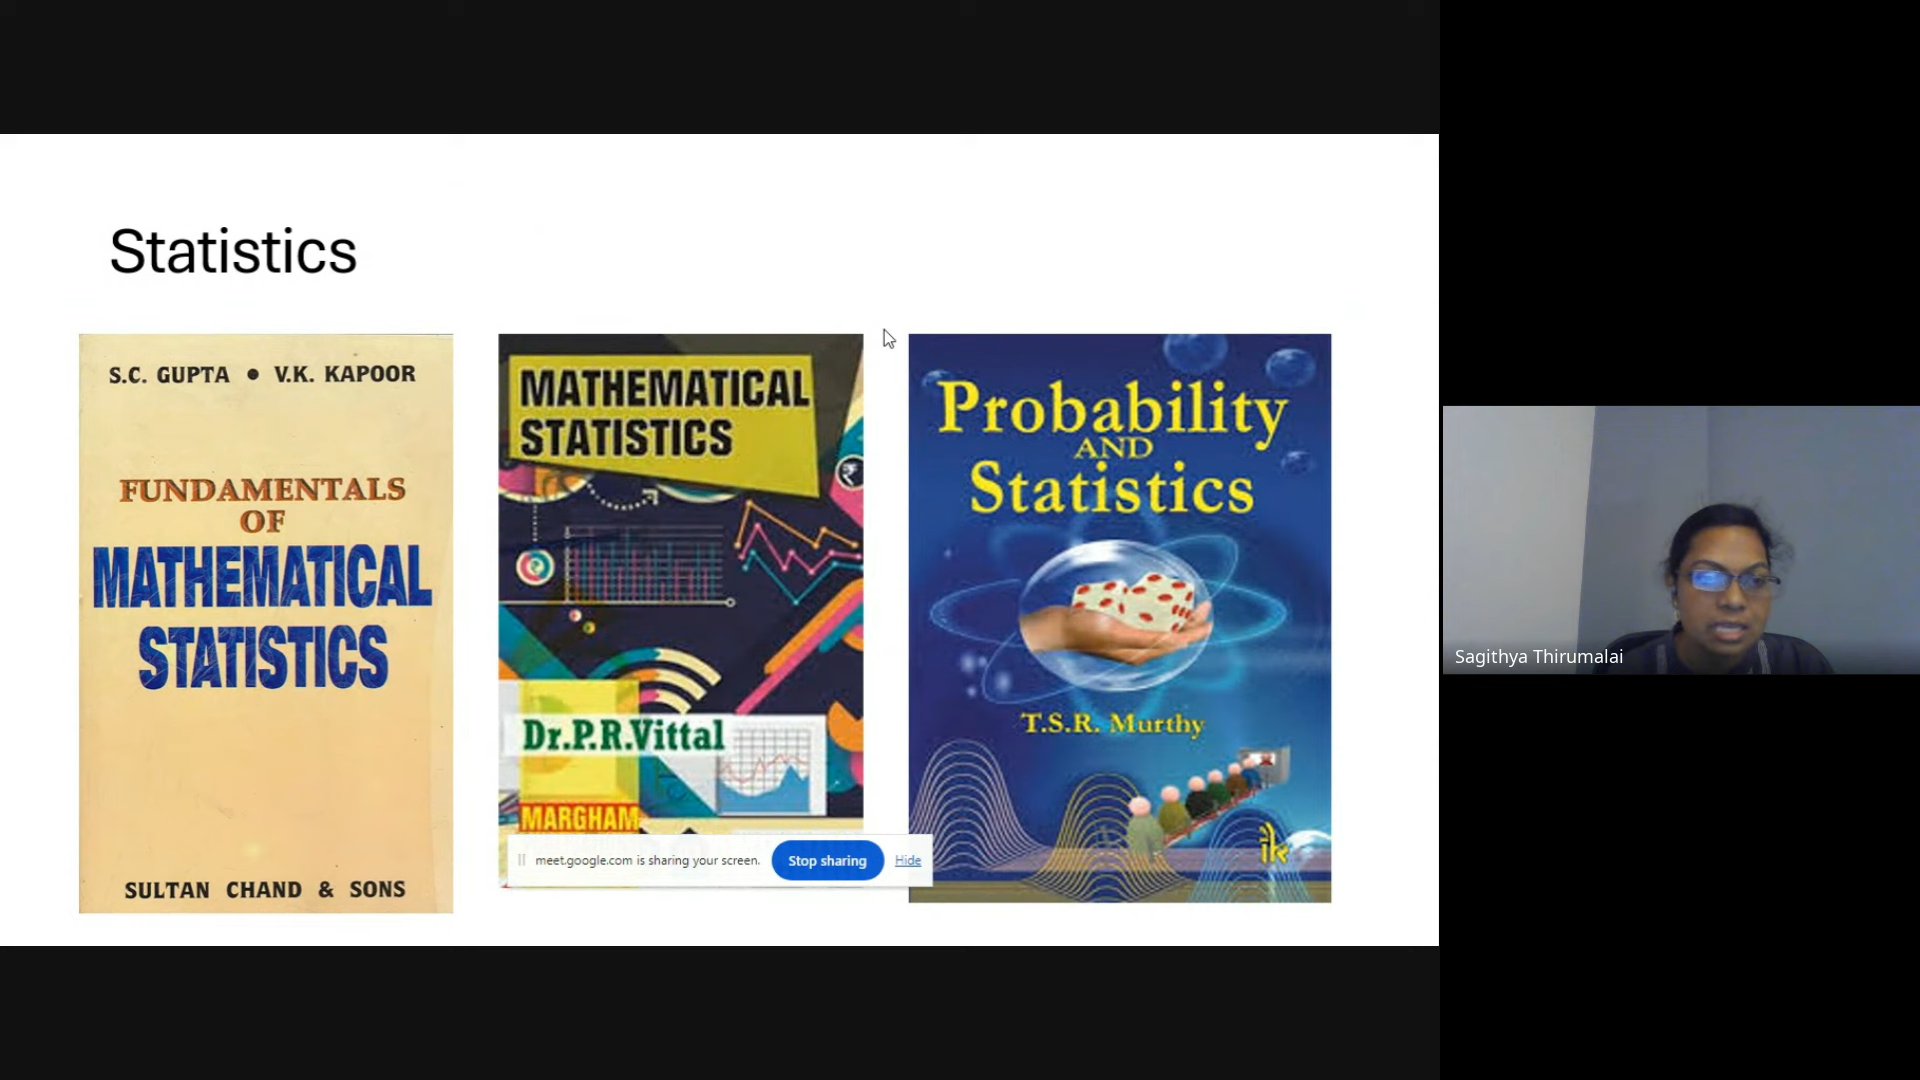 Statistics
S.C. GUPTA • V.K. KAPOOR
FUNDAMENTALS
OF
MATHEMATICAL
STATISTICS
SULTAN CHAND & SONS
MATHEMATICAL
STATISTICS
Dr.P.R.Vittal
MARGHAM
Probability
AND
Statistics
T.S.R. Murthy
ik
meet.google.com is sharing your screen. Stop sharing Hide
Sagithya Thirumalai